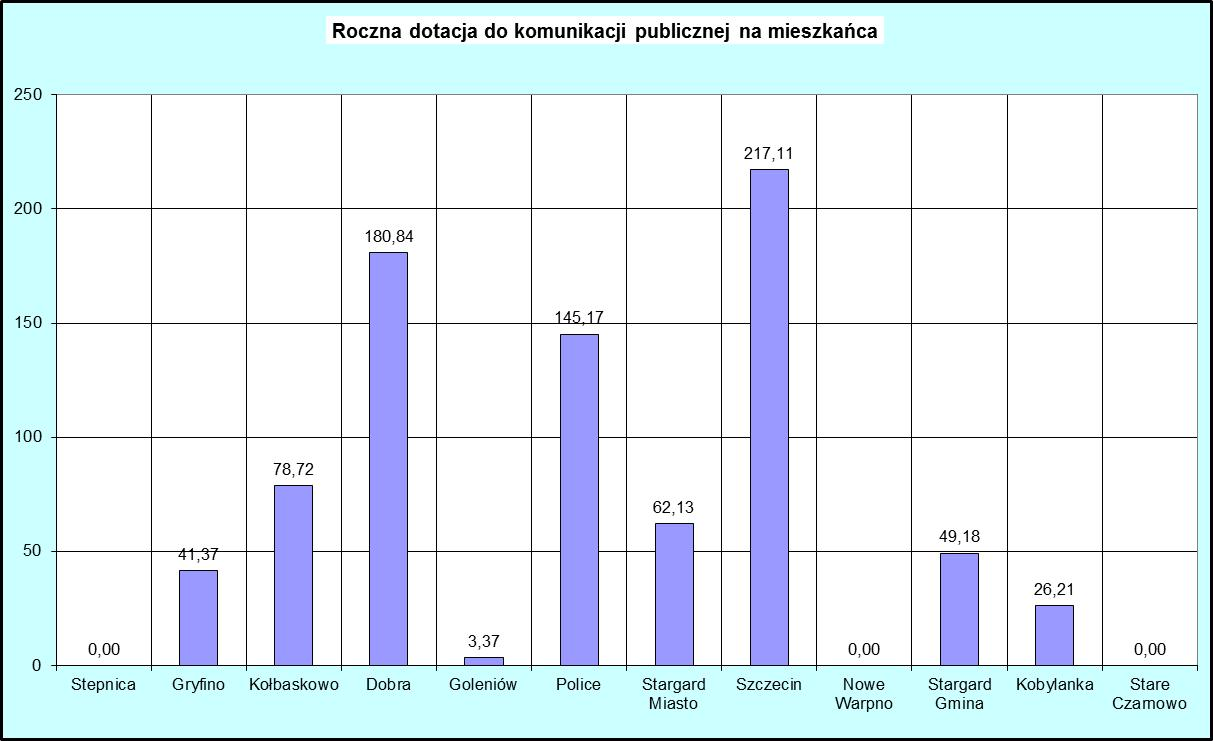 Roczna dotacja do komunikacji publicznej na mieszkańca
250
200
150
100
50
0
0,00
41,37
78,72
180,84
3,37
145,17
62,13
217,11
0,00
49,18
26,21
0,00
Stepnica
Gryfino
Kołbaskowo
Dobra
Goleniów
Police
Stargard
Miasto
Szczecin
Nowe
Warpno
Stargard
Gmina
Kobylanka
Stare
Czarnowo